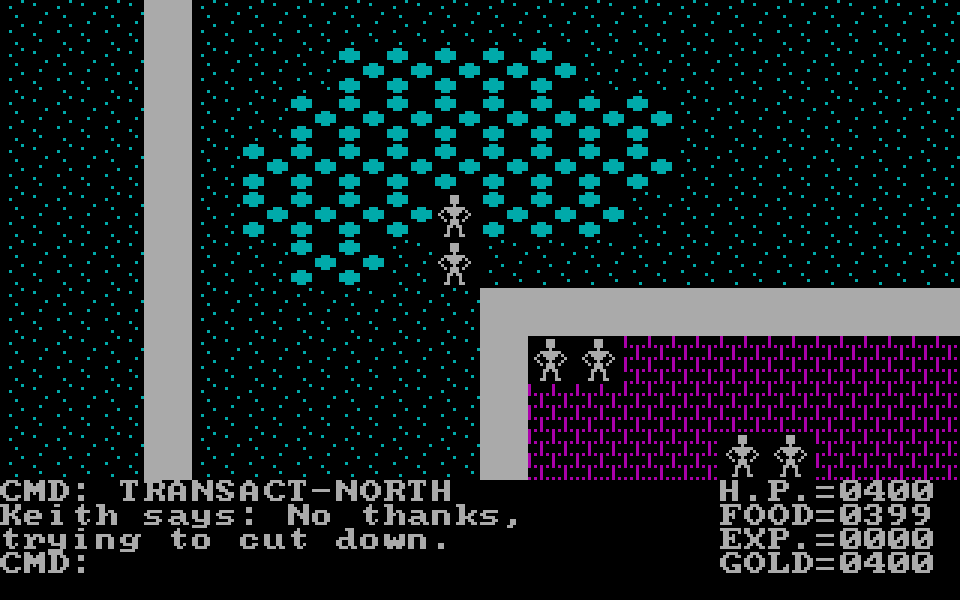 CMD: TRANSACT-NORTH
Keith says: No thanks,
trying to cut down.
CMD:
H.P.=0400
FOOD=0399
EXP.=0000
GOLD=0400